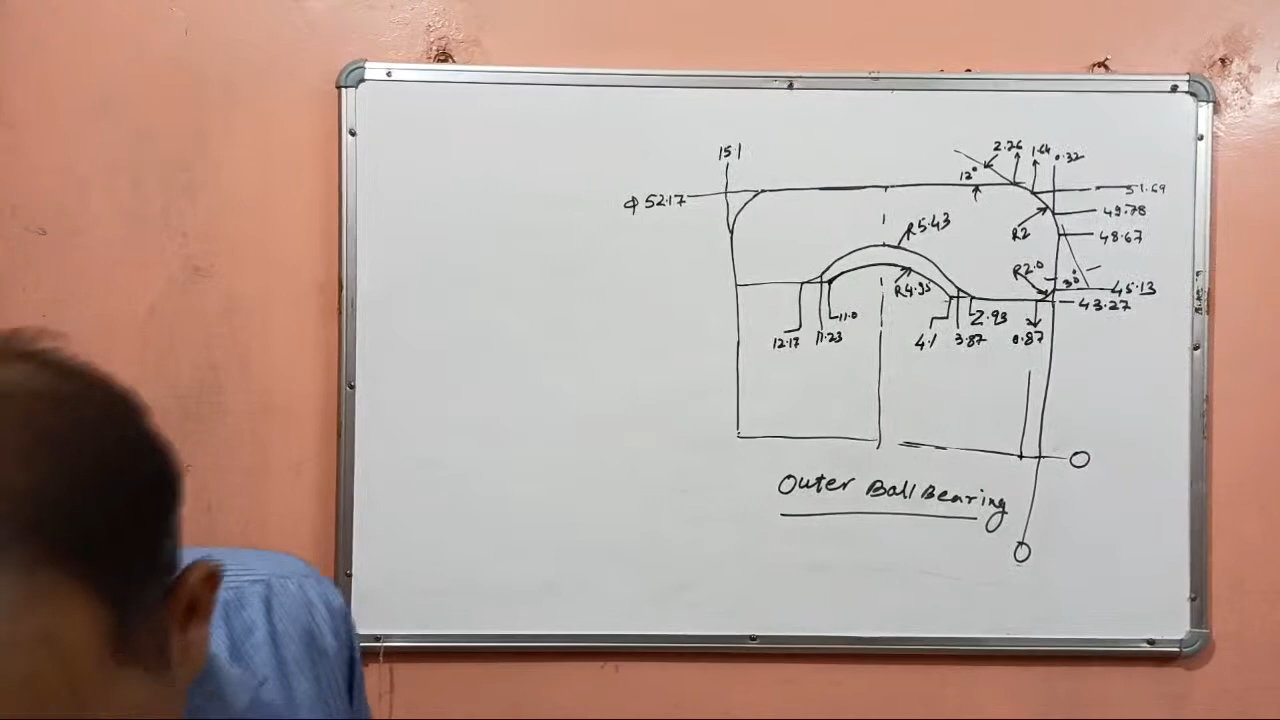 15.1
2.26 1.64 0.32
12°
Φ 52.17
51.69
49.78
R5.43
R2
48.67
R2.0
30°
45.13
R4.95
43.27
11.0
2.93
12.17 11.23
4.1 3.87 0.87
O
Outer Ball Bearing
O